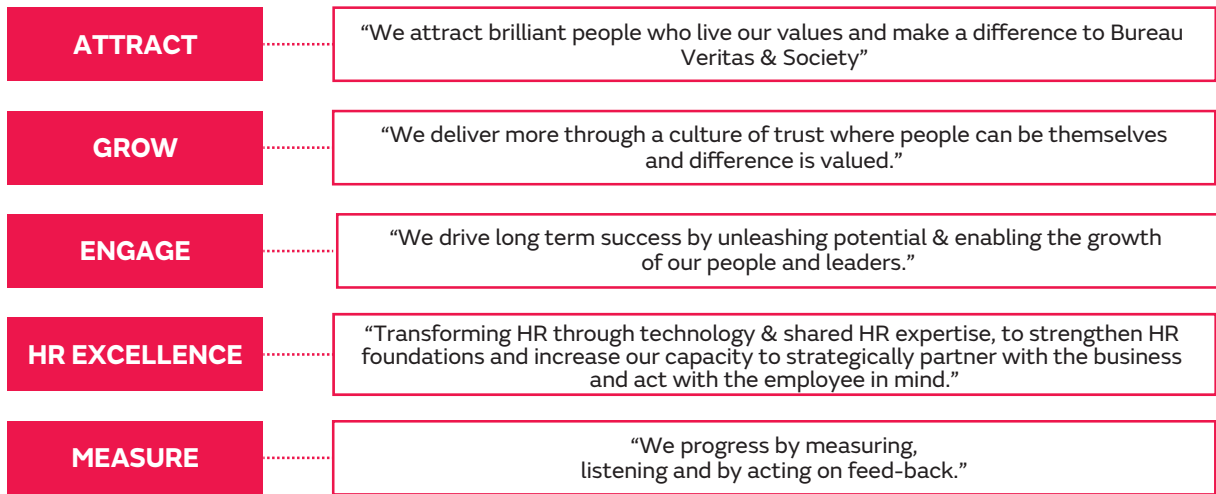 ATTRACT
“We attract brilliant people who live our values and make a difference to Bureau
Veritas & Society”
GROW
“We deliver more through a culture of trust where people can be themselves
and difference is valued.”
ENGAGE
“We drive long term success by unleashing potential & enabling the growth
of our people and leaders.”
HR EXCELLENCE
“Transforming HR through technology & shared HR expertise, to strengthen HR
foundations and increase our capacity to strategically partner with the business
and act with the employee in mind.”
MEASURE
“We progress by measuring,
listening and by acting on feed-back.”